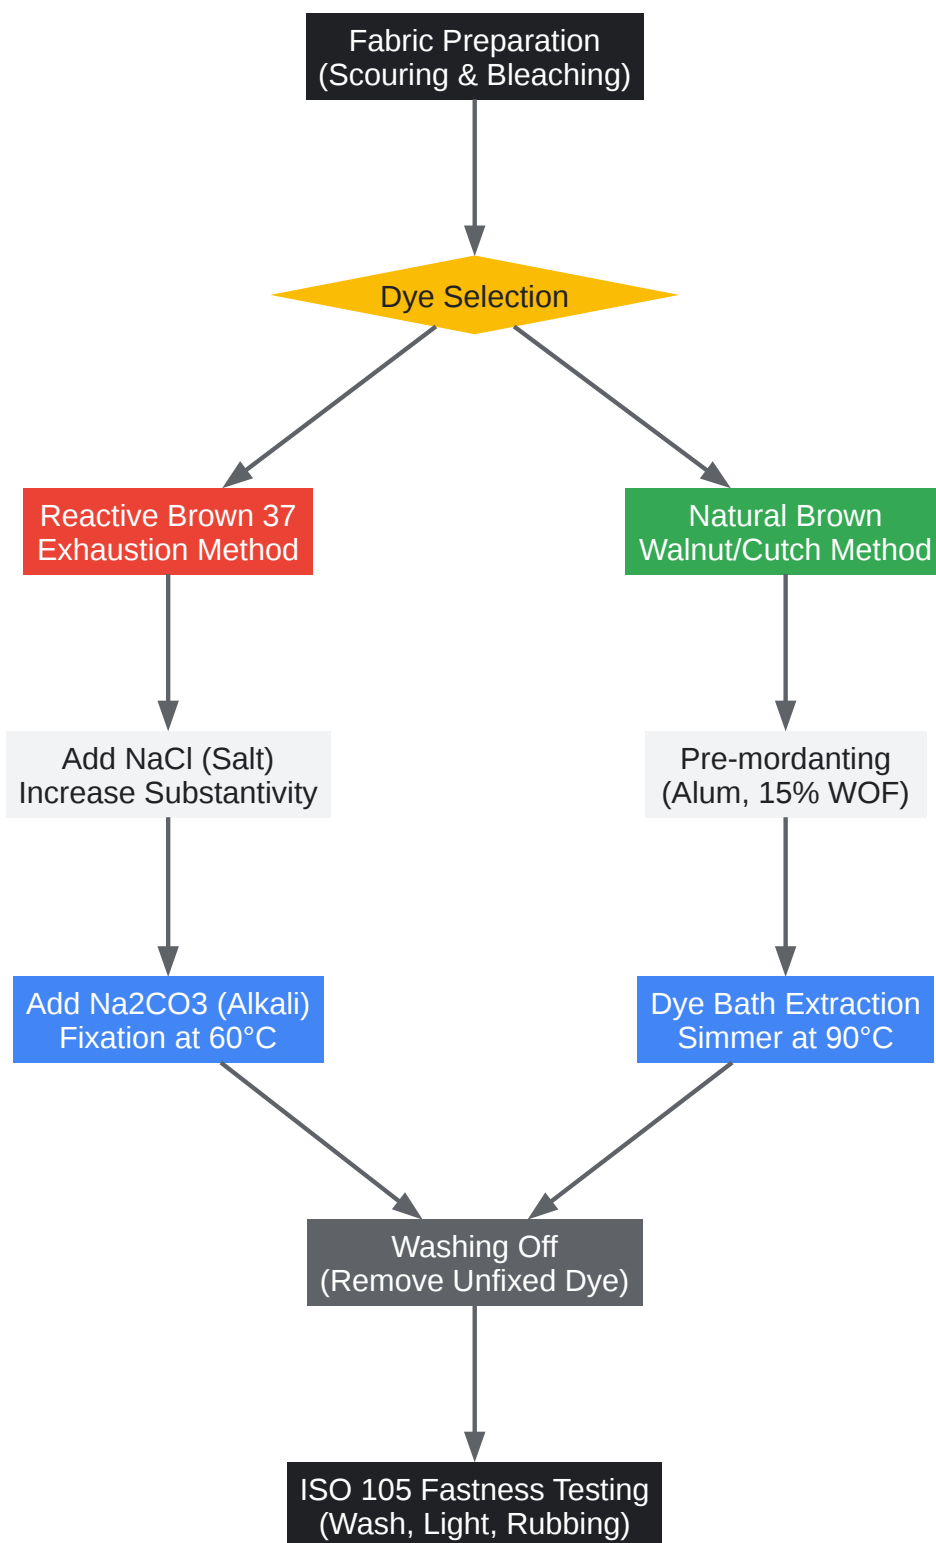 Fabric Preparation
(Scouring & Bleaching)
Dye Selection
Reactive Brown 37
Exhaustion Method
Natural Brown
Walnut/Cutch Method
Add NaCl (Salt)
Increase Substantivity
Pre-mordanting
(Alum, 15% WOF)
Add Na2CO3 (Alkali)
Fixation at 60°C
Dye Bath Extraction
Simmer at 90°C
Washing Off
(Remove Unfixed Dye)
ISO 105 Fastness Testing
(Wash, Light, Rubbing)